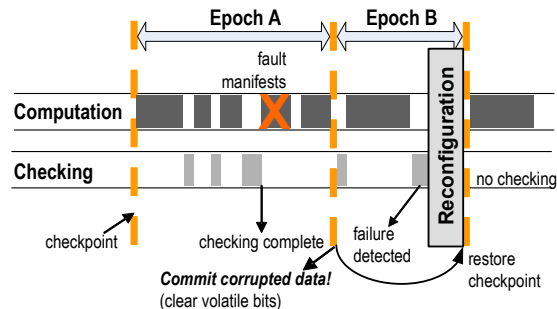 Epoch A
Epoch B
fault
manifests
Computation
Reconfiguration
Checking
no checking
checkpoint
checking complete
failure
detected
restore
checkpoint
Commit corrupted data!
(clear volatile bits)